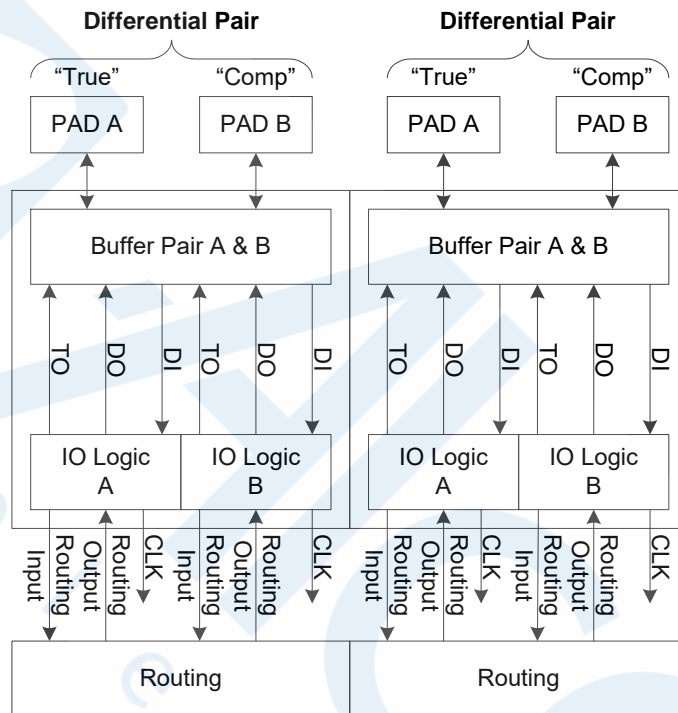 Differential Pair Differential Pair
“True” “Comp” “True” “Comp”
PAD A PAD B PAD A PAD B
Buffer Pair A & B Buffer Pair A & B
TO DO DI TO DO DI TO DO DI TO DO DI
IO Logic A IO Logic B IO Logic A IO Logic B
Routing Input
Routing Output
CLK
Routing Input
Routing Output
CLK
Routing Input
Routing Output
CLK
Routing Input
Routing Output
CLK
Routing Routing